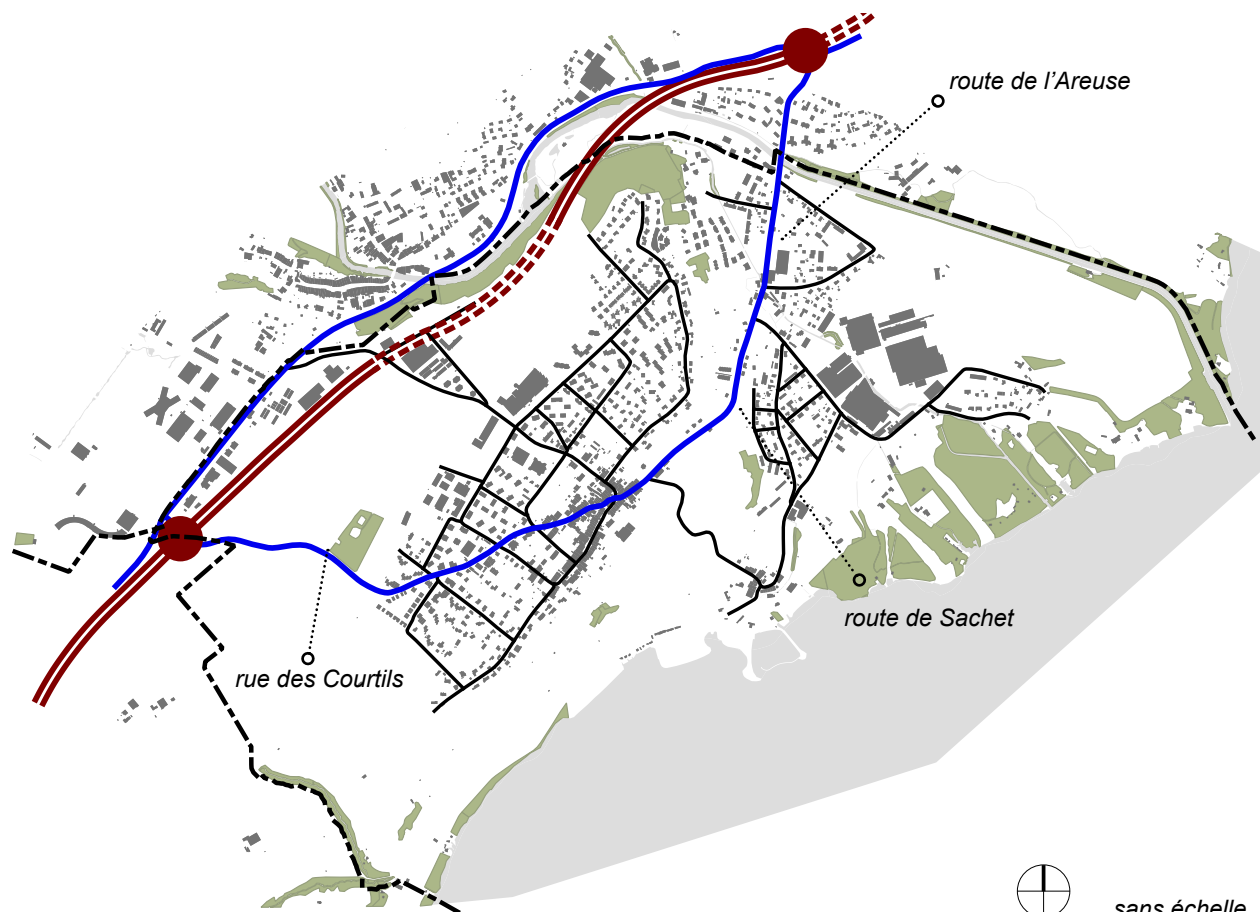 route de l'Areuse
route de Sachet
rue des Courtils
sans échelle